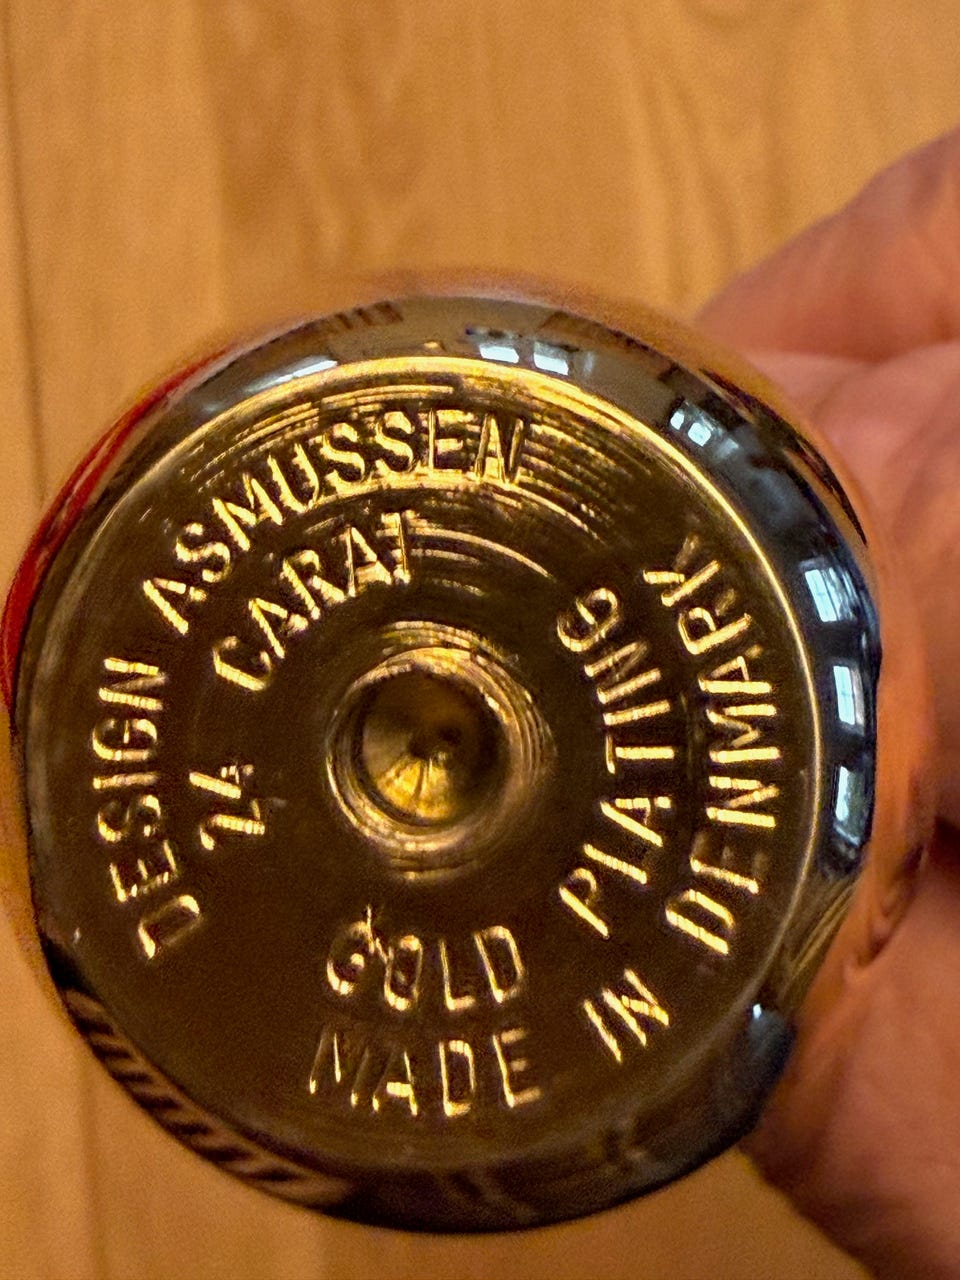 DESIGN ASMUSSEN
24 CARAT
GOLD PLATING
MADE IN DENMARK